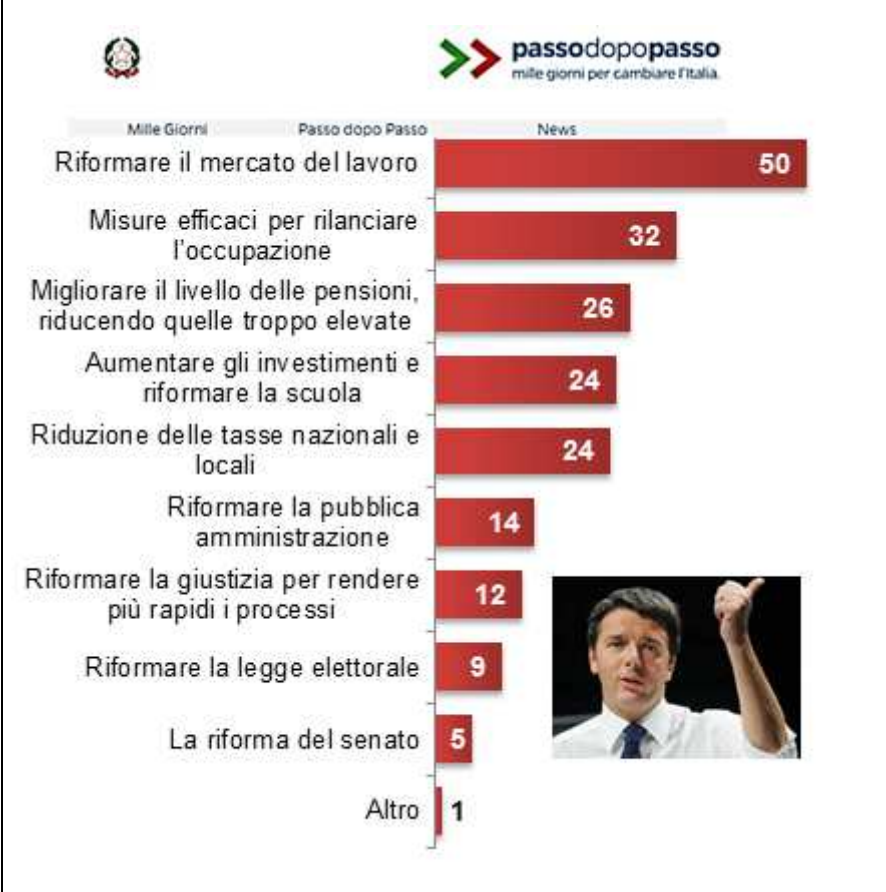 passodopopasso
mille giorni per cambiare l'Italia.
Mille Giorni Passo dopo Passo News
Riformare il mercato del lavoro 50
Misure efficaci per rilanciare
l'occupazione 32
Migliorare il livello delle pensioni,
riducendo quelle troppo elevate 26
Aumentare gli investimenti e
riformare la scuola 24
Riduzione delle tasse nazionali e
locali 24
Riformare la pubblica
amministrazione 14
Riformare la giustizia per rendere
più rapidi i processi 12
Riformare la legge elettorale 9
La riforma del senato 5
Altro 1